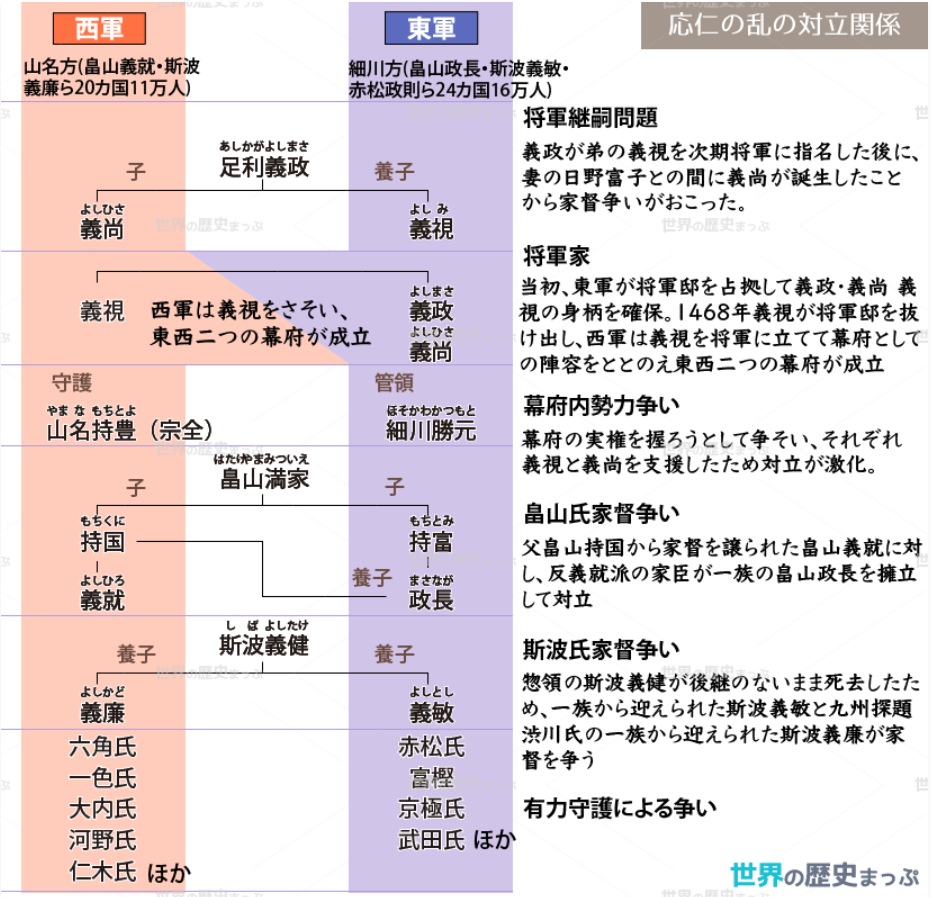 応仁の乱の対立関係
西軍
東軍
山名方(畠山義就・斯波
義廉ら20カ国11万人)
細川方(畠山政長・斯波義敏・
赤松政則ら24カ国16万人)
将軍継嗣問題
義政が弟の義視を次期将軍に指名した後に、
妻の日野富子との間に義尚が誕生したこと
から家督争いがおこった。
あしかがよしまさ
足利義政
子
養子
よしひさ
義尚
よし み
義視
将軍家
当初、東軍が将軍邸を占拠して義政・義尚 義
視の身柄を確保。1468年義視が将軍邸を抜
け出し、西軍は義視を将軍に立てて幕府として
の陣容をととのえ東西二つの幕府が成立
義視
西軍は義視をさそい、
東西二つの幕府が成立
よしまさ
義政
よしひさ
義尚
守護
管領
やま な もちとよ
山名持豊（宗全）
ほそかわかつもと
細川勝元
幕府内勢力争い
幕府の実権を握ろうとして争そい、それぞれ
義視と義尚を支援したため対立が激化。
はたけやまみついえ
畠山満家
子
子
もちくに
持国
もちとみ
持富
よしひろ
義就
養子
まさなが
政長
畠山氏家督争い
父畠山持国から家督を譲られた畠山義就に対
し、反義就派の家臣が一族の畠山政長を擁立
して対立
し ば よしたけ
斯波義健
養子
養子
よしかど
義廉
よしとし
義敏
斯波氏家督争い
惣領の斯波義健が後継のないまま死去したた
め、一族から迎えられた斯波義敏と九州探題
渋川氏の一族から迎えられた斯波義廉が家
督を争う
六角氏
一色氏
大内氏
河野氏
仁木氏 ほか
赤松氏
富樫
京極氏
武田氏 ほか
有力守護による争い
世界の歴史まっぷ